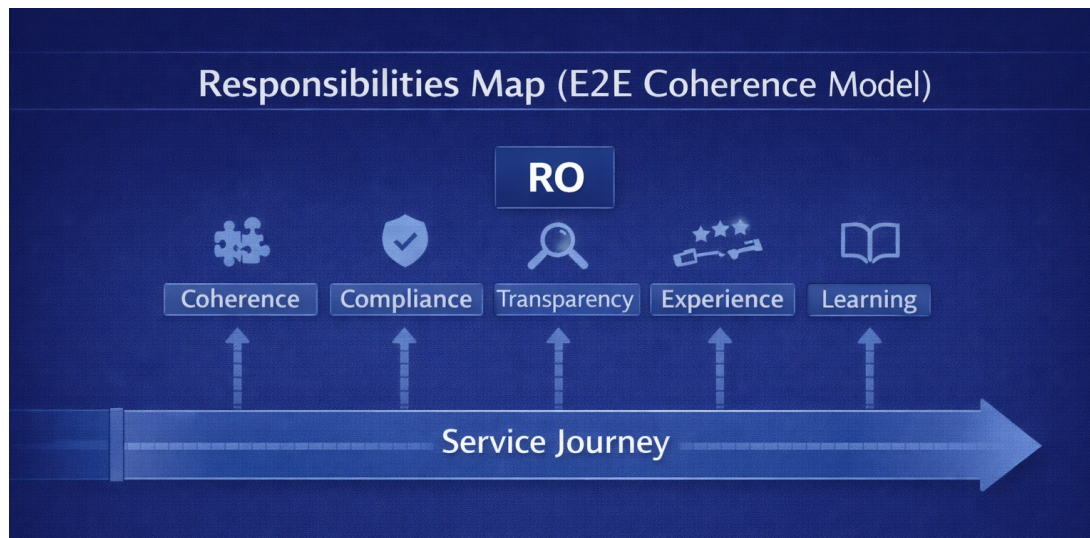 Responsibilities Map (E2E Coherence Model)
RO
Coherence
Compliance
Transparency
Experience
Learning
Service Journey